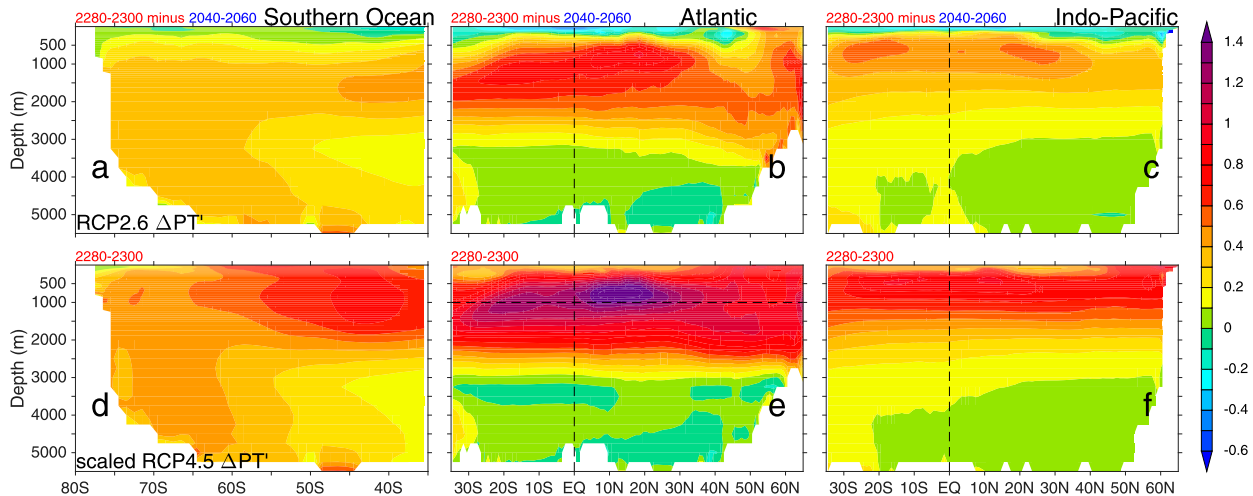 2280-2300 minus 2040-2060 Southern Ocean
2280-2300 minus 2040-2060 Atlantic
2280-2300 minus 2040-2060 Indo-Pacific
Depth (m)
500
1000
2000
3000
4000
5000
a
b
c
RCP2.6 ΔPT'
2280-2300
2280-2300
2280-2300
Depth (m)
500
1000
2000
3000
4000
5000
d
e
f
scaled RCP4.5 ΔPT'
80S 70S 60S 50S 40S
30S 20S 10S EQ 10N 20N 30N 40N 50N 60N
30S 20S 10S EQ 10N 20N 30N 40N 50N 60N
1.4
1.2
1
0.8
0.6
0.4
0.2
0
-0.2
-0.4
-0.6